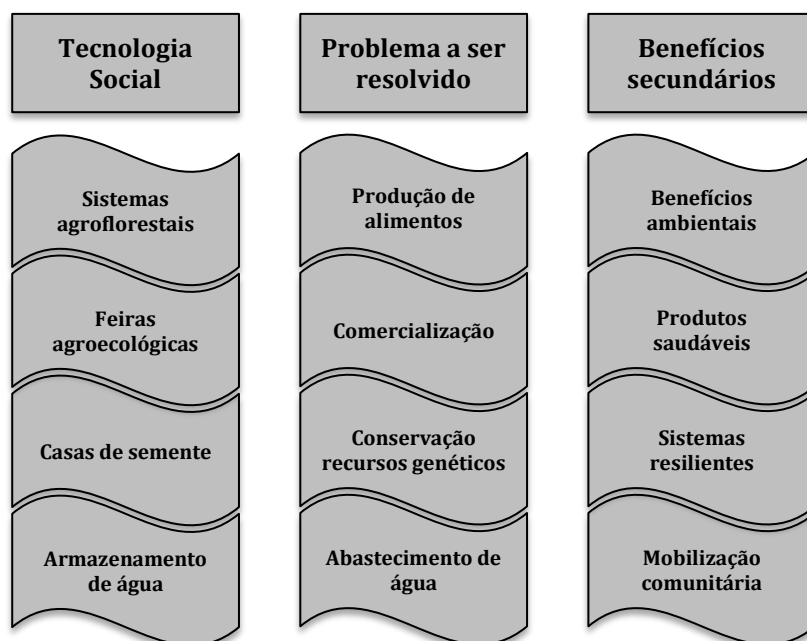 Tecnologia
Social
Problema a ser
resolvido
Benefícios
secundários
Sistemas
agroflorestais
Produção de
alimentos
Benefícios
ambientais
Feiras
agroecológicas
Comercialização
Produtos
saudáveis
Casas de semente
Conservação
recursos genéticos
Sistemas
resilientes
Armazenamento
de água
Abastecimento de
água
Mobilização
comunitária